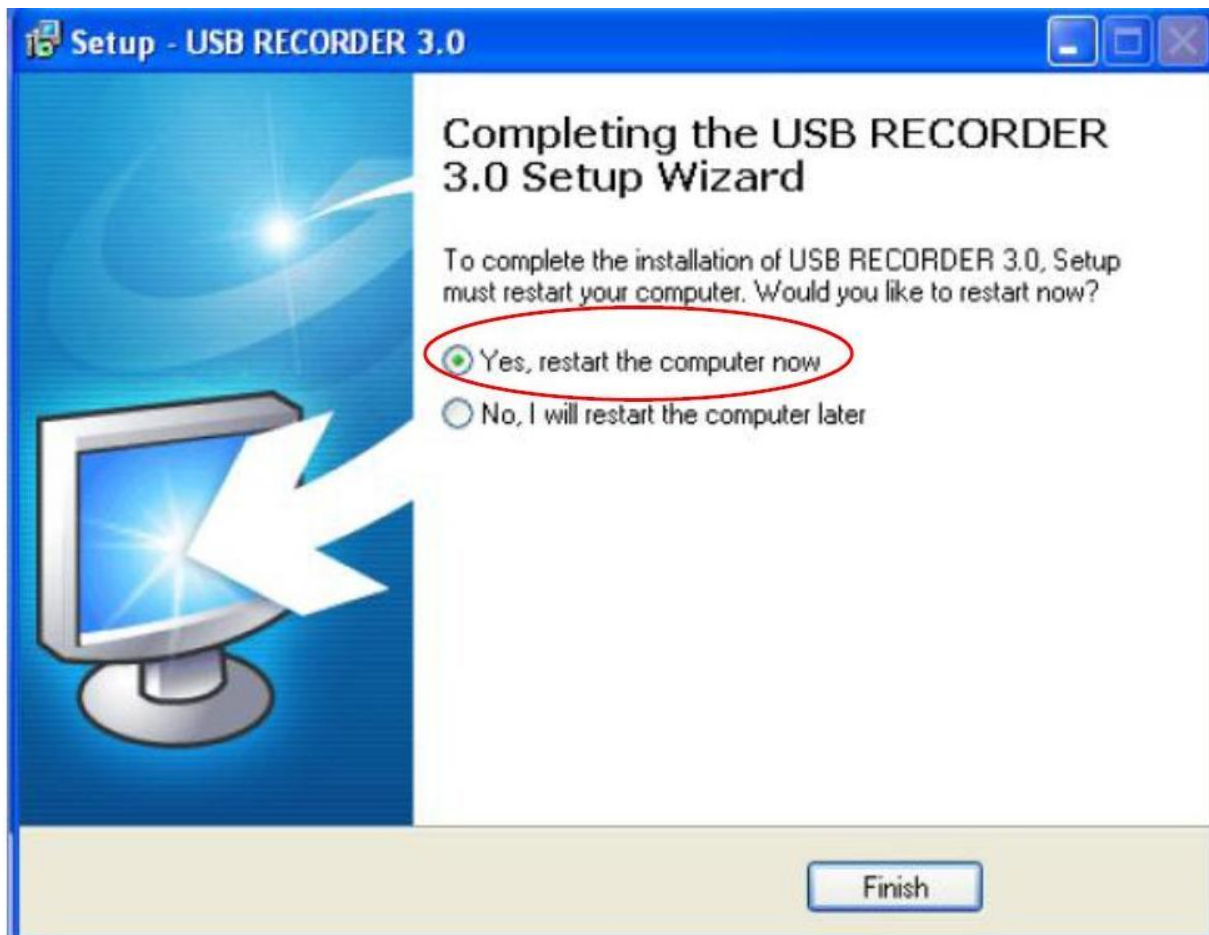 Setup - USB RECORDER 3.0
Completing the USB RECORDER
3.0 Setup Wizard
To complete the installation of USB RECORDER 3.0, Setup
must restart your computer. Would you like to restart now?
Yes, restart the computer now
No, I will restart the computer later
Finish